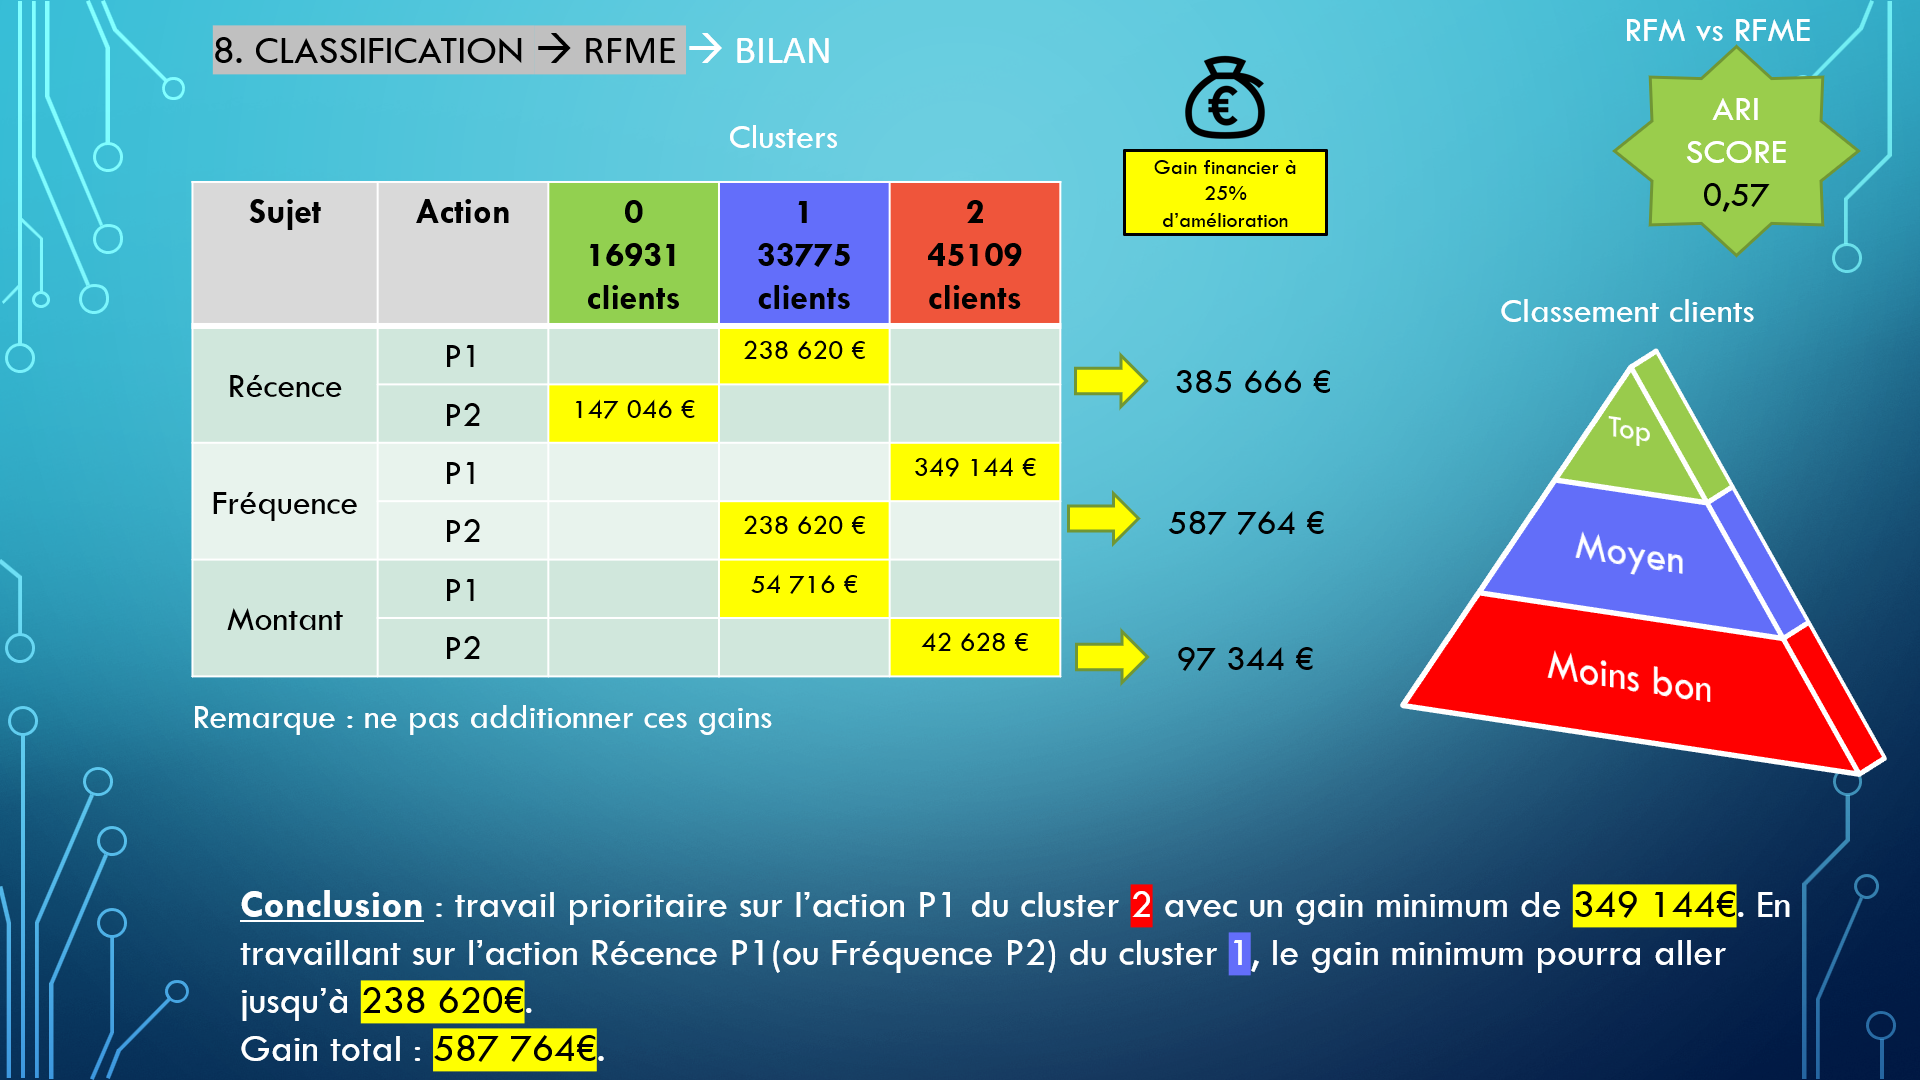 8. CLASSIFICATION → RFME → BILAN
RFM vs RFME
ARI
SCORE
0,57
Clusters
€
Gain financier à
25%
d'amélioration
Sujet Action 0 1 2
16931 33775 45109
clients clients clients
Récence
P1 238 620 €
P2 147 046 €
385 666 €
Fréquence
P1 349 144 €
P2 238 620 €
587 764 €
Montant
P1 54 716 €
P2 42 628 €
97 344 €
Remarque : ne pas additionner ces gains
Classement clients
Top
Moyen
Moins bon
Conclusion : travail prioritaire sur l'action P1 du cluster 2 avec un gain minimum de 349 144€. En
travaillant sur l'action Récence P1(ou Fréquence P2) du cluster 1, le gain minimum pourra aller
jusqu'à 238 620€.
Gain total : 587 764€.